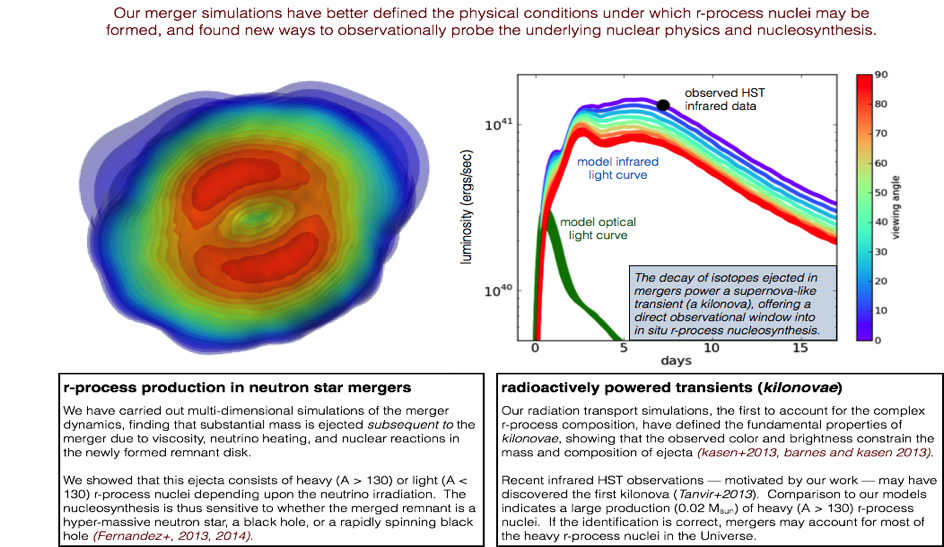 Our merger simulations have better defined the physical conditions under which r-process nuclei may be
formed, and found new ways to observationally probe the underlying nuclear physics and nucleosynthesis.
observed HST
infrared data
10^41
model infrared
light curve
luminosity (ergs/sec)
model optical
light curve
The decay of isotopes ejected in
mergers power a supernova-like
transient (a kilonova), offering a
direct observational window into
in situ r-process nucleosynthesis.
10^40
0 5 10 15
days
90
80
70
60
50
40
30
20
10
0
viewing angle
r-process production in neutron star mergers
We have carried out multi-dimensional simulations of the merger
dynamics, finding that substantial mass is ejected subsequent to the
merger due to viscosity, neutrino heating, and nuclear reactions in
the newly formed remnant disk.
We showed that this ejecta consists of heavy (A > 130) or light (A <
130) r-process nuclei depending upon the neutrino irradiation. The
nucleosynthesis is thus sensitive to whether the merged remnant is a
hyper-massive neutron star, a black hole, or a rapidly spinning black
hole (Fernandez+, 2013, 2014).
radioactively powered transients (kilonovae)
Our radiation transport simulations, the first to account for the complex
r-process composition, have defined the fundamental properties of
kilonovae, showing that the observed color and brightness constrain the
mass and composition of ejecta (kasen+2013, barnes and kasen 2013).
Recent infrared HST observations — motivated by our work — may have
discovered the first kilonova (Tanvir+2013). Comparison to our models
indicates a large production (0.02 Msun) of heavy (A > 130) r-process
nuclei. If the identification is correct, mergers may account for most of
the heavy r-process nuclei in the Universe.